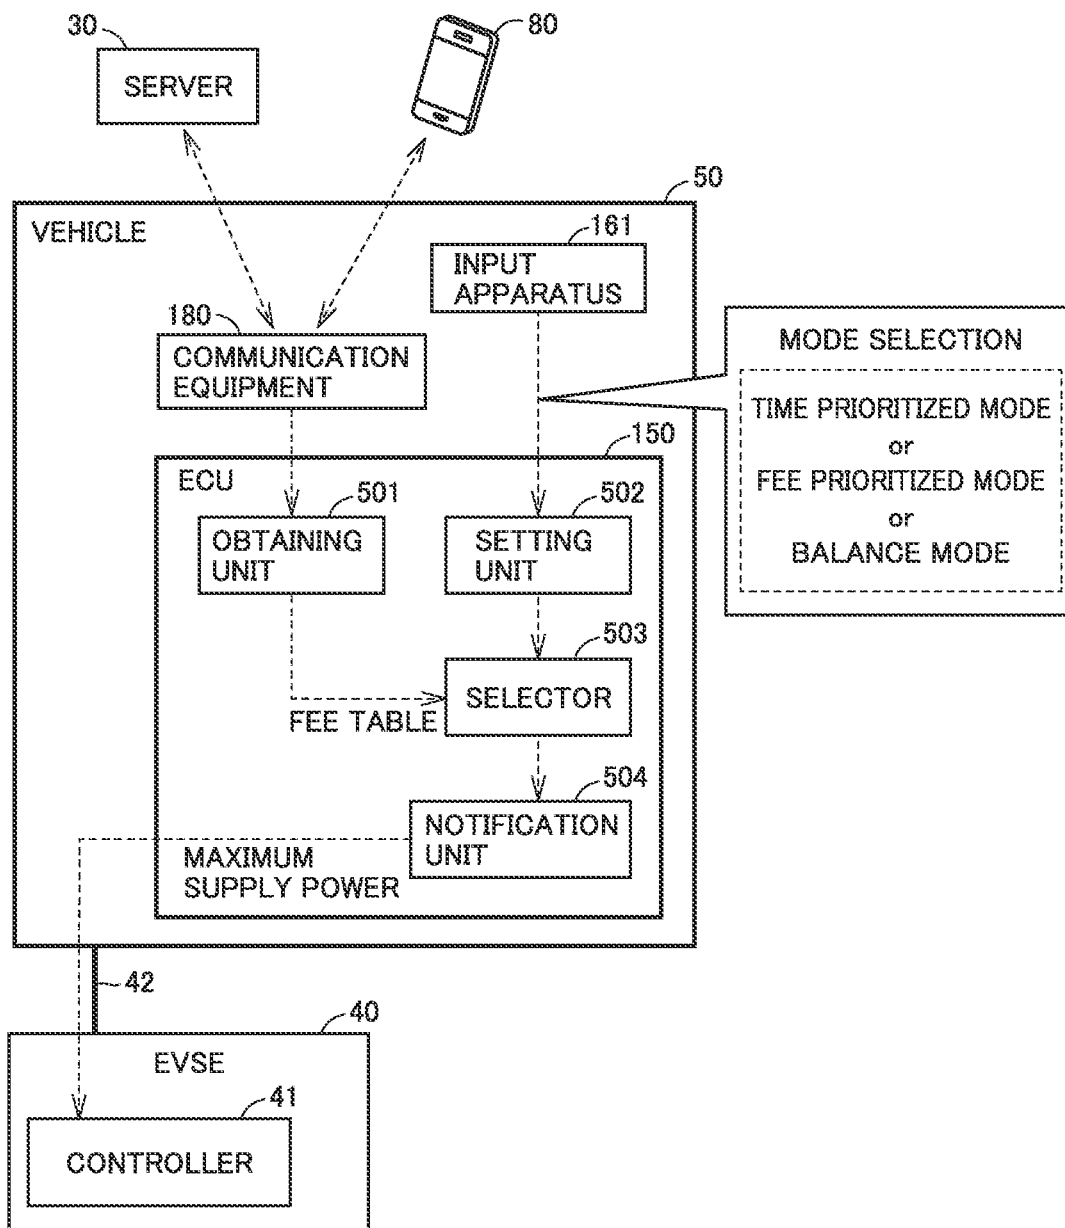 30
SERVER
80
50
VEHICLE
161
INPUT
APPARATUS
180
COMMUNICATION
EQUIPMENT
MODE SELECTION
TIME PRIORITIZED MODE
or
FEE PRIORITIZED MODE
or
BALANCE MODE
150
ECU
501
OBTAINING
UNIT
502
SETTING
UNIT
503
SELECTOR
FEE TABLE
504
NOTIFICATION
UNIT
MAXIMUM
SUPPLY POWER
42
40
EVSE
41
CONTROLLER